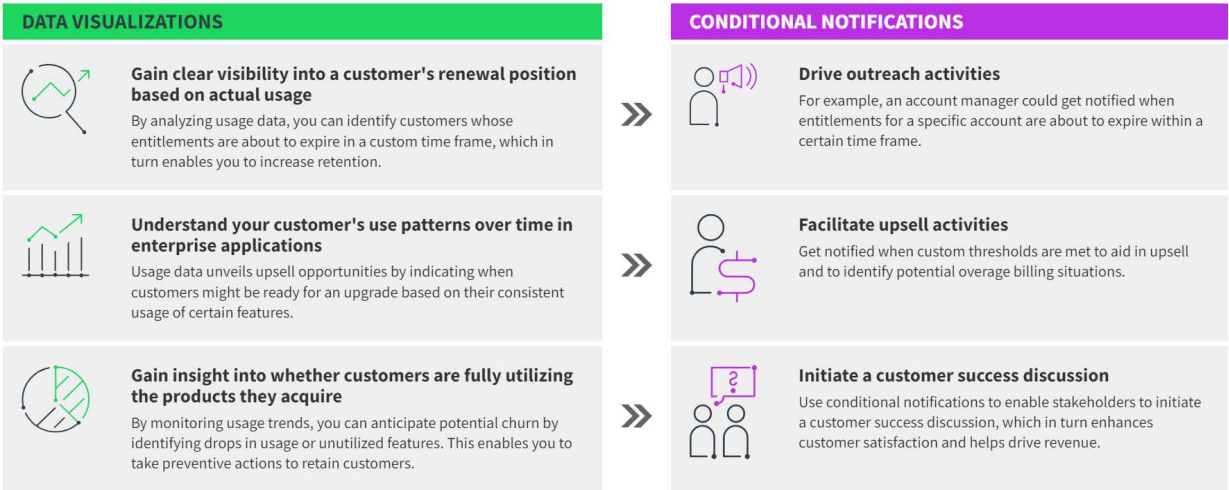 DATA VISUALIZATIONS
CONDITIONAL NOTIFICATIONS
Gain clear visibility into a customer's renewal position
based on actual usage
By analyzing usage data, you can identify customers whose
entitlements are about to expire in a custom time frame, which in
turn enables you to increase retention.
Drive outreach activities
For example, an account manager could get notified when
entitlements for a specific account are about to expire within a
certain time frame.
Understand your customer's use patterns over time in
enterprise applications
Usage data unveils upsell opportunities by indicating when
customers might be ready for an upgrade based on their consistent
usage of certain features.
Facilitate upsell activities
Get notified when custom thresholds are met to aid in upsell
and to identify potential overage billing situations.
Gain insight into whether customers are fully utilizing
the products they acquire
By monitoring usage trends, you can anticipate potential churn by
identifying drops in usage or unutilized features. This enables you to
take preventive actions to retain customers.
Initiate a customer success discussion
Use conditional notifications to enable stakeholders to initiate
a customer success discussion, which in turn enhances
customer satisfaction and helps drive revenue.